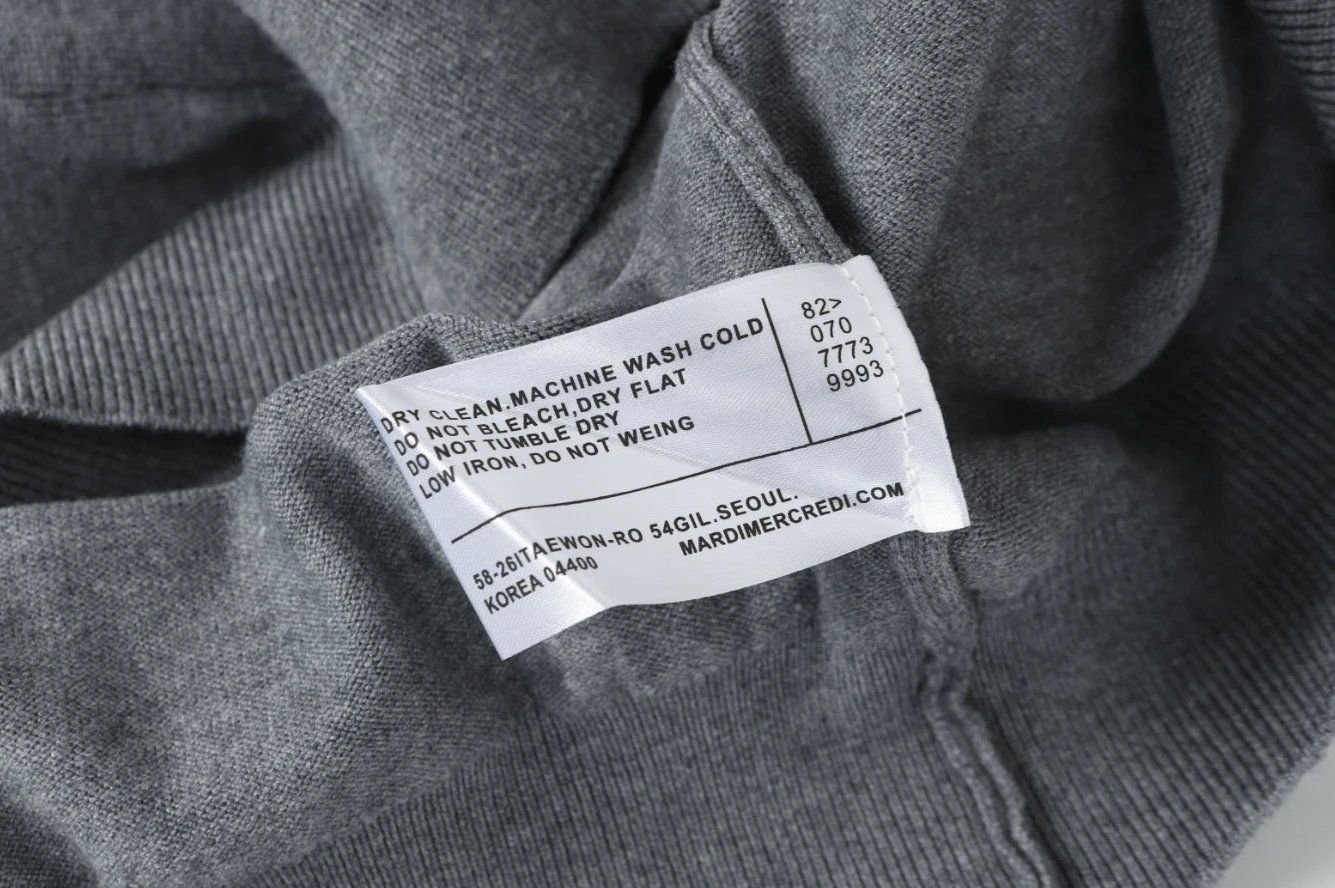 DRY CLEAN.MACHINE WASH COLD
DO NOT BLEACH,DRY FLAT
DO NOT TUMBLE DRY
LOW IRON, DO NOT WEING
82>
070
7773
9993
58-26ITAEWON-RO 54GIL.SEOUL.
KOREA 04400
MARDIMERCREDI.COM